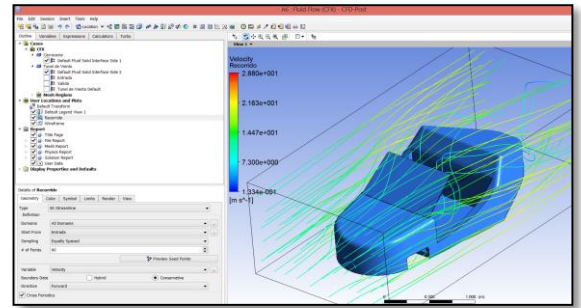 A6 : Fluid Flow (CFX) - CFD-Post
File Edit Session Insert Tools Help
Location
Outline Variables Expressions Calculators Turbo
Cases
CFX
Carroceria
Default Fluid Solid Interface Side 1
Tunel de Viento
Default Fluid Solid Interface Side 2
Entrada
Salida
Tunel de Viento Default
Mesh Regions
User Locations and Plots
Default Transform
Default Legend View 1
Recorrido
Wireframe
Report
Title Page
File Report
Mesh Report
Physics Report
Solution Report
User Data
Display Properties and Defaults
Details of Recorrido
Geometry Color Symbol Limits Render View
Type 3D Streamline
Definition
Domains All Domains
Start From Entrada
Sampling Equally Spaced
# of Points
Preview Seed Points
Variable Velocity
Boundary Data Hybrid Conservative
Direction Forward
Cross Periodics
View 1
Velocity
Recorrido
2.880e+001
2.163e+001
1.447e+001
7.300e+000
1.334e-001
[m s^-1]